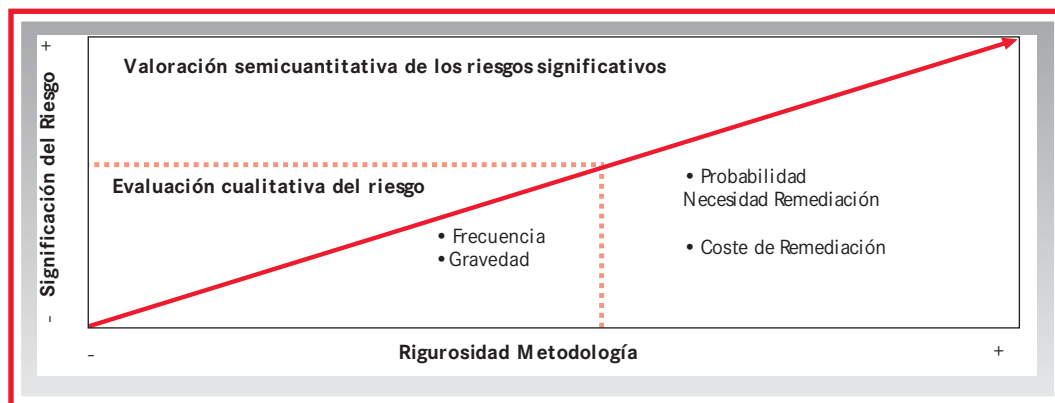 +
Valoración semicuantitativa de los riesgos significativos
Significación del Riesgo
Evaluación cualitativa del riesgo
• Probabilidad
Necesidad Remediación
• Frecuencia
• Gravedad
• Coste de Remediación
-
-
Rigurosidad Metodología
+